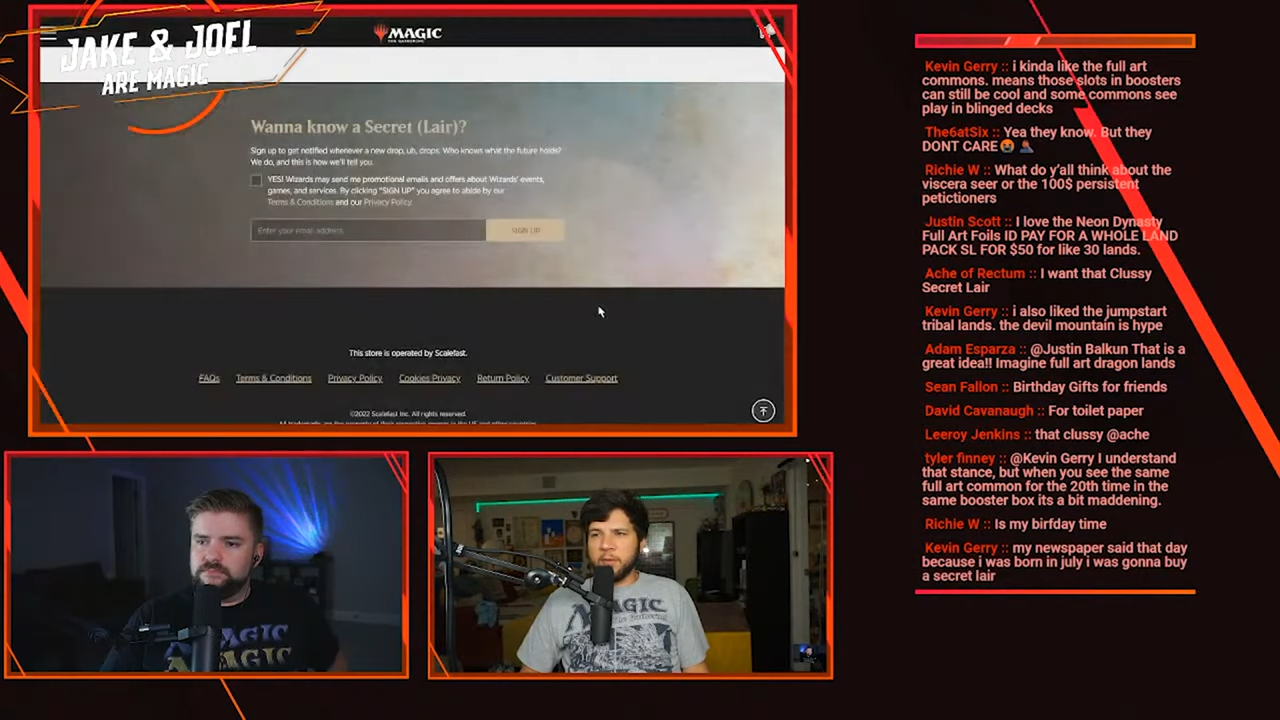 JAKE & JOEL
ARE MAGIC
MAGIC
THE GATHERING
Wanna know a Secret (Lair)?
Sign up to get notified whenever a new drop, uh, drops. Who knows what the future holds?
We do, and this is how we'll tell you.
YES! Wizards may send me promotional emails and offers about Wizards' events,
games, and services. By clicking "SIGN UP" you agree to abide by our
Terms & Conditions and our Privacy Policy.
Enter your email address
SIGN UP
This store is operated by Scalefast.
FAQs Terms & Conditions Privacy Policy Cookies Privacy Return Policy Customer Support
©2022 Scalefast Inc. All rights reserved.
MAGIC
MAGIC
MAGIC
The Gathering
Kevin Gerry :: i kinda like the full art
commons. means those slots in boosters
can still be cool and some commons see
play in blinged decks
The6atSix :: Yea they know. But they
DONT CARE
Richie W :: What do y'all think about the
viscera seer or the 100$ persistent
petictioners
Justin Scott :: I love the Neon Dynasty
Full Art Foils ID PAY FOR A WHOLE LAND
PACK SL FOR $50 for like 30 lands.
Ache of Rectum :: I want that Clussy
Secret Lair
Kevin Gerry :: i also liked the jumpstart
tribal lands. the devil mountain is hype
Adam Esparza :: @Justin Balkun That is a
great idea!! Imagine full art dragon lands
Sean Fallon :: Birthday Gifts for friends
David Cavanaugh :: For toilet paper
Leeroy Jenkins :: that clussy @ache
tyler finney :: @Kevin Gerry I understand
that stance, but when you see the same
full art common for the 20th time in the
same booster box its a bit maddening.
Richie W :: Is my birfday time
Kevin Gerry :: my newspaper said that day
because i was born in july i was gonna buy
a secret lair